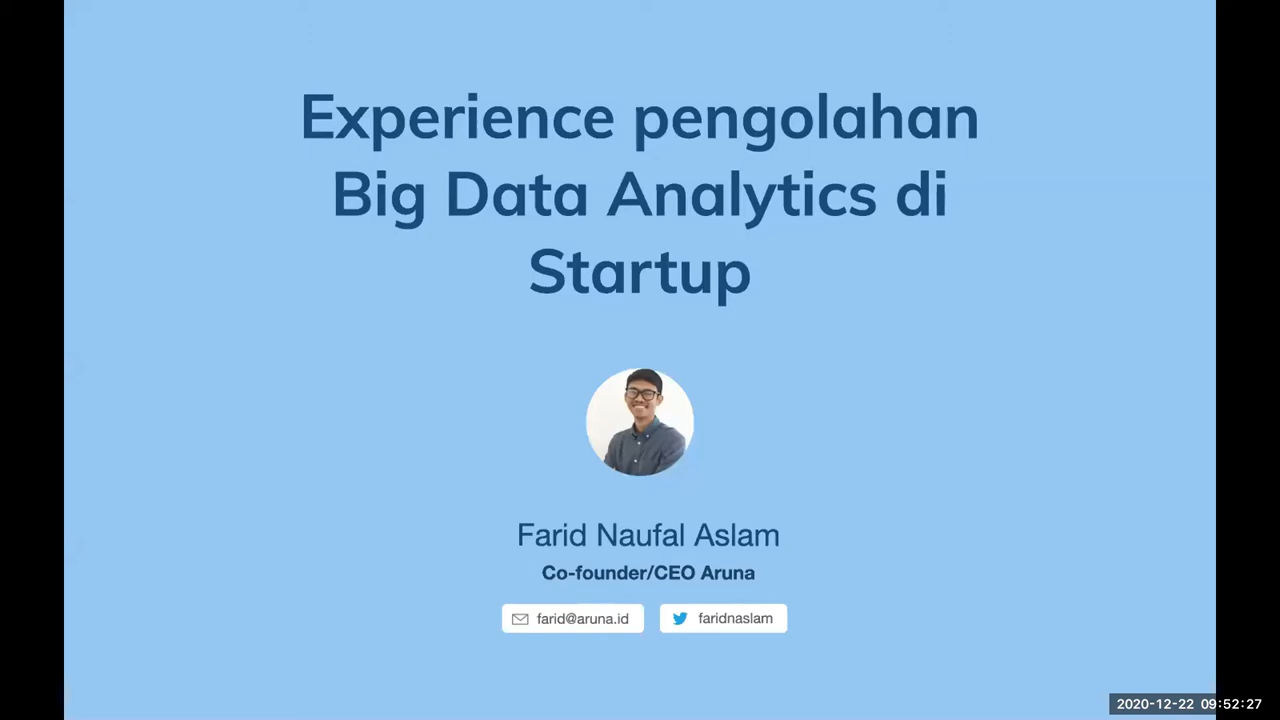 Experience pengolahan
Big Data Analytics di
Startup
Farid Naufal Aslam
Co-founder/CEO Aruna
farid@aruna.id
faridnaslam
2020-12-22 09:52:27